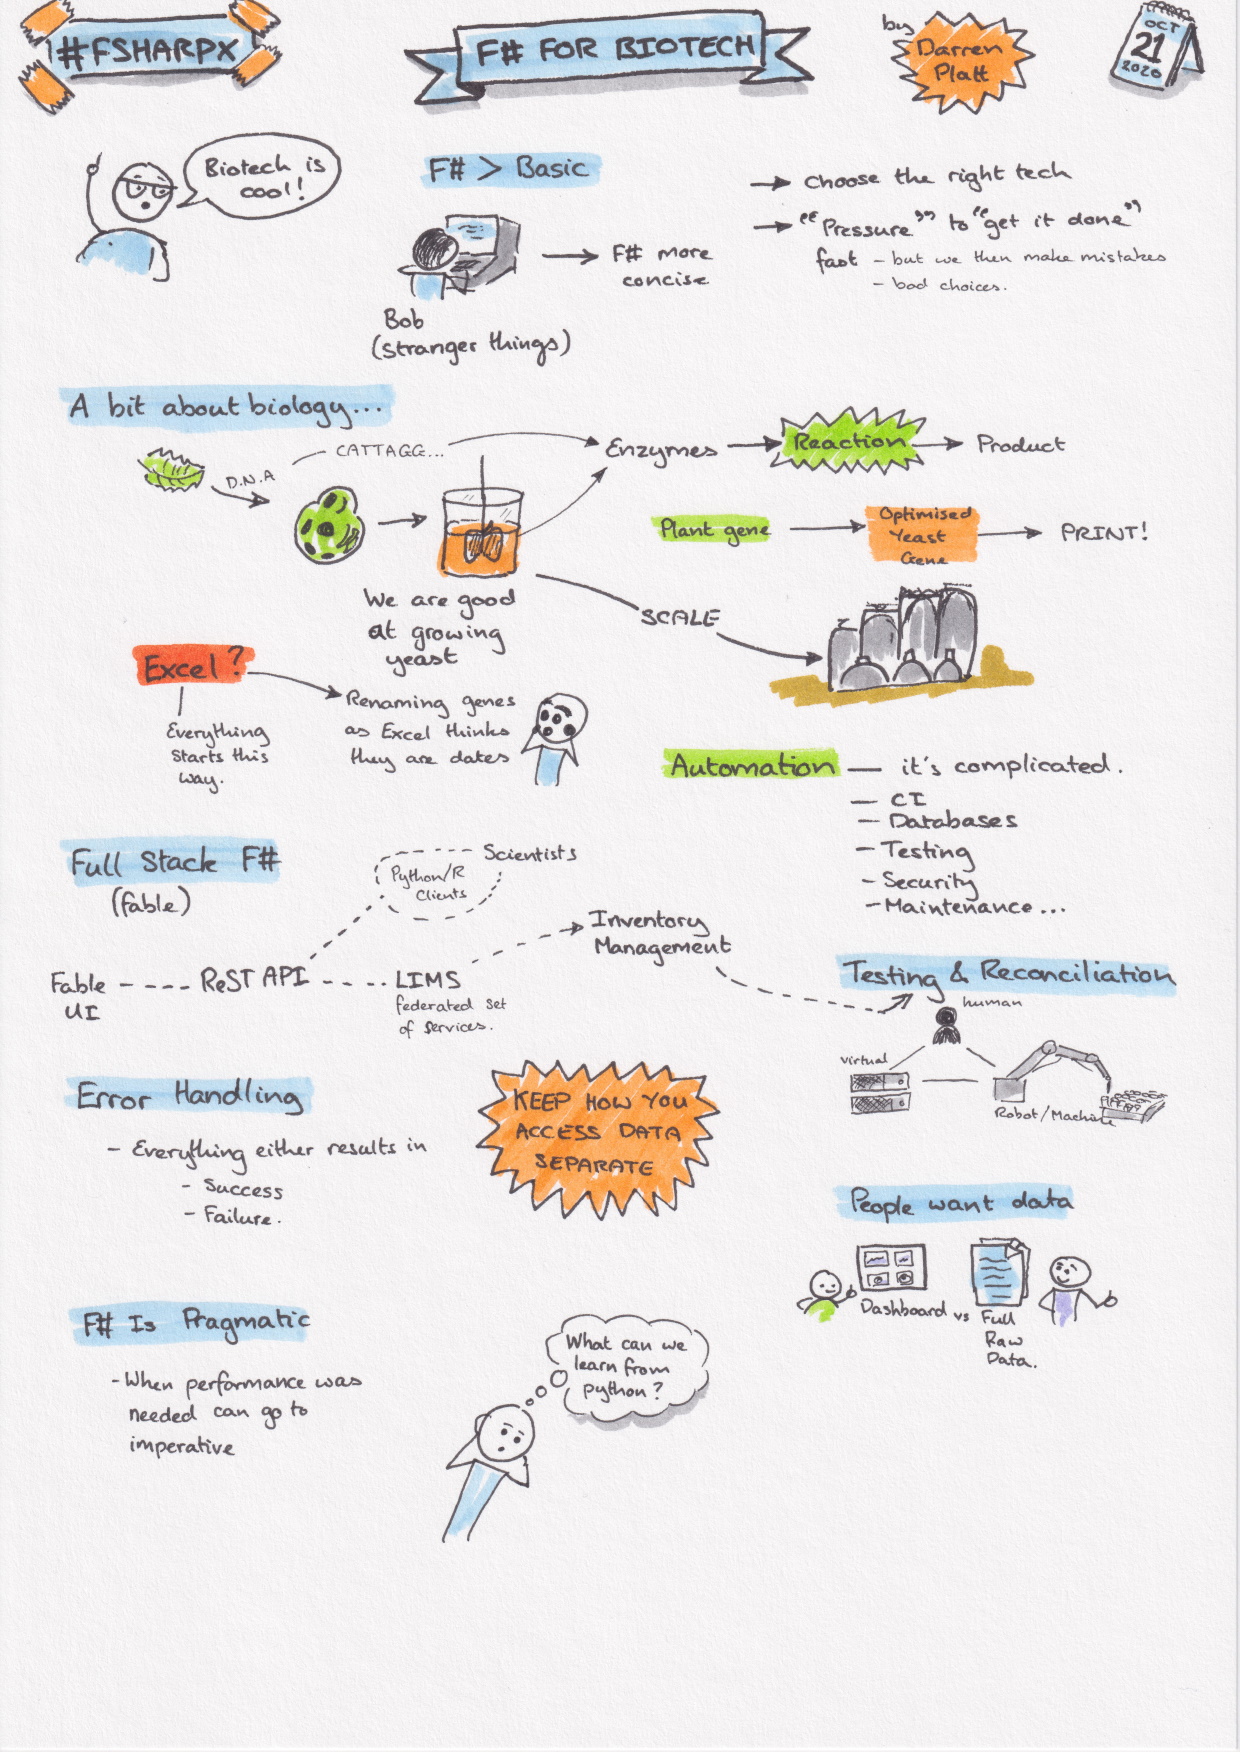 #FSHARPX
F# FOR BIOTECH
by
Darren
Platt
OCT
21
2020
Biotech is
cool!
F# > Basic
F# more
concise
Bob
(Stranger things)
Choose the right tech
"Pressure" to "get it done"
fast - but we then make mistakes
- bad choices.
A bit about biology...
D.N.A
CATTAGG...
Enzymes
Reaction
Product
Plant gene
Optimised
Yeast
Gene
PRINT!
We are good
at growing
yeast
SCALE
Excel?
Everything
starts this
way.
Renaming genes
as Excel thinks
they are dates
Automation — it's complicated.
- CI
- Databases
- Testing
- Security
- Maintenance...
Full Stack F#
(fable)
Scientists
Python/R
Clients
Inventory
Management
Fable
UI
ReST API
LIMS
federated set
of services.
Testing & Reconciliation
human
virtual
Robot/Machine
Error Handling
- Everything either results in
- Success
- Failure.
KEEP HOW YOU
ACCESS DATA
SEPARATE
People want data
Dashboard vs Full
Raw
Data.
F# Is Pragmatic
- When performance was
needed can go to
imperative
What can we
learn from
python?